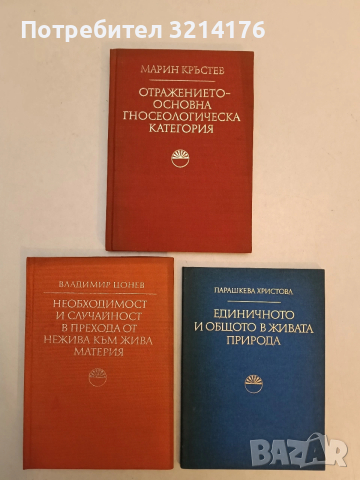 Потребител 3214176
МАРИН КРЪСТЕВ
ОТРАЖЕНИЕТО-
ОСНОВНА
ГНОСЕОЛОГИЧЕСКА
КАТЕГОРИЯ
ВЛАДИМИР ЦОНЕВ
НЕОБХОДИМОСТ
И СЛУЧАЙНОСТ
В ПРЕХОДА ОТ
НЕЖИВА КЪМ ЖИВА
МАТЕРИЯ
ПАРАШКЕВА ХРИСТОВА
ЕДИНИЧНОТО
И ОБЩОТО В ЖИВАТА
ПРИРОДА
BAZAR